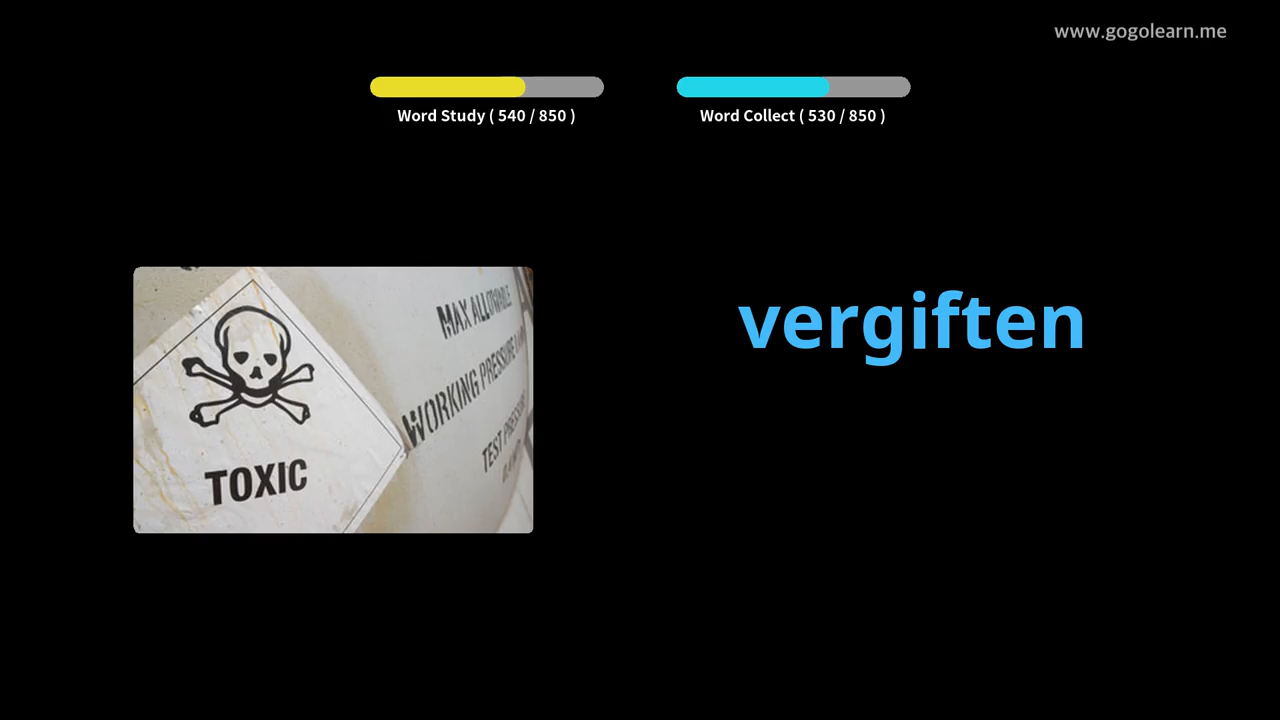 www.gogolearn.me
Word Study ( 540 / 850 )
Word Collect ( 530 / 850 )
vergiften
TOXIC
MAX ALLOWABLE
WORKING PRESSURE
TEST PRESSURE